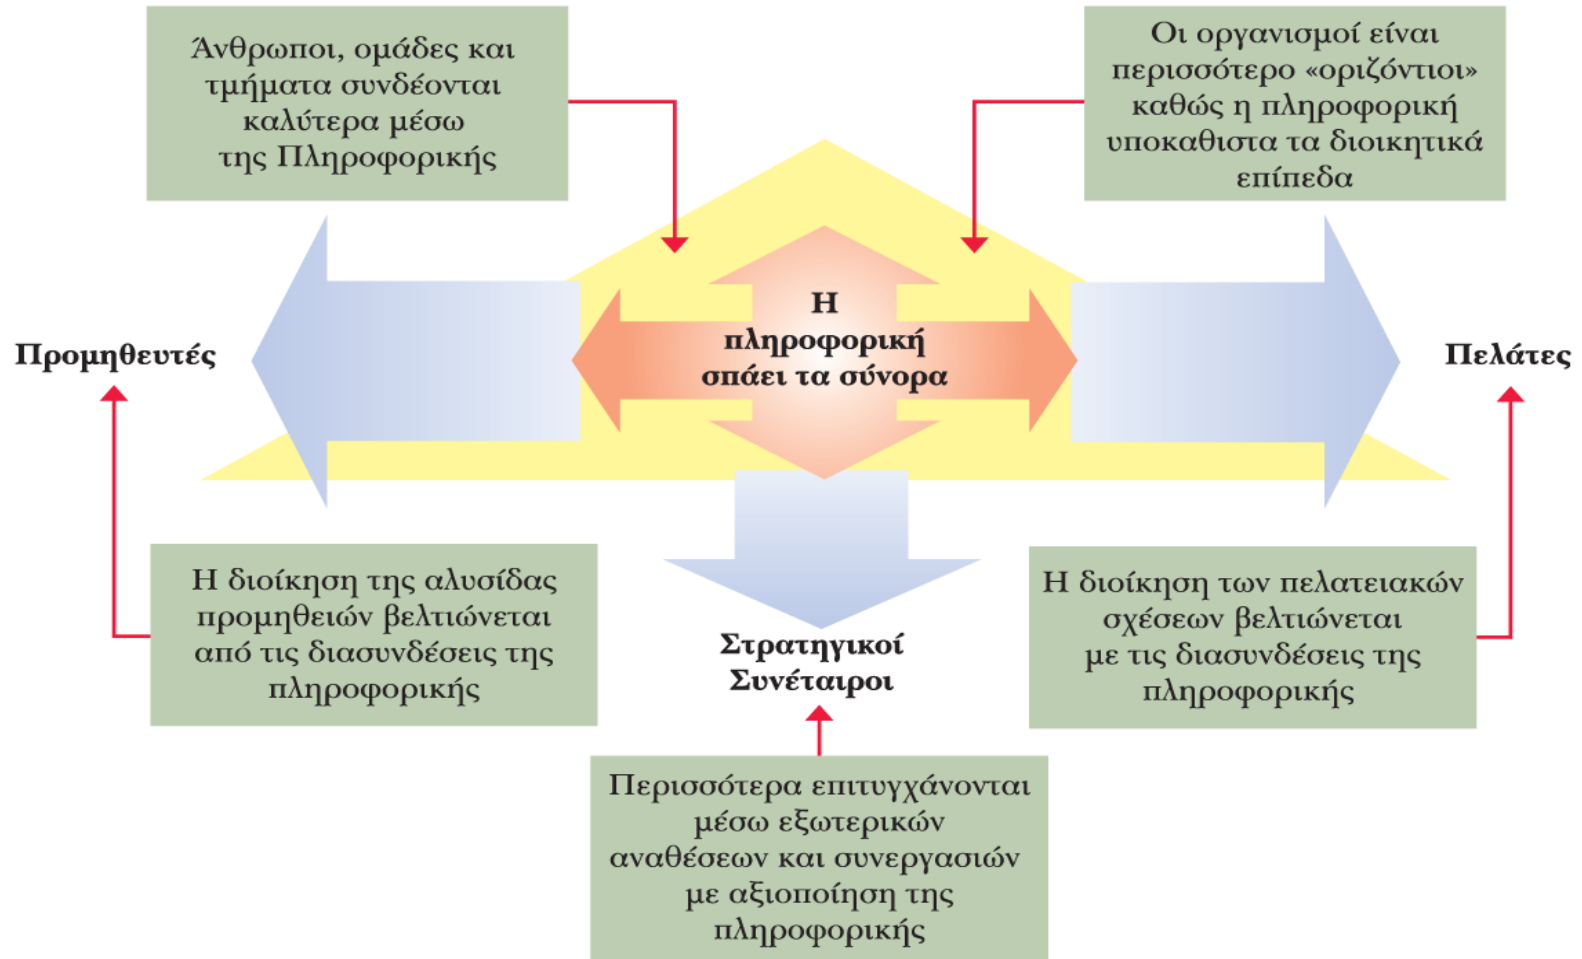 Άνθρωποι, ομάδες και
τμήματα συνδέονται
καλύτερα μέσω
της Πληροφορικής
Οι οργανισμοί είναι
περισσότερο «οριζόντιοι»
καθώς η πληροφορική
υποκαθιστα τα διοικητικά
επίπεδα
Προμηθευτές
Η
πληροφορική
σπάει τα σύνορα
Πελάτες
Η διοίκηση της αλυσίδας
προμηθειών βελτιώνεται
από τις διασυνδέσεις της
πληροφορικής
Στρατηγικοί
Συνέταιροι
Η διοίκηση των πελατειακών
σχέσεων βελτιώνεται
με τις διασυνδέσεις της
πληροφορικής
Περισσότερα επιτυγχάνονται
μέσω εξωτερικών
αναθέσεων και συνεργασιών
με αξιοποίηση της
πληροφορικής